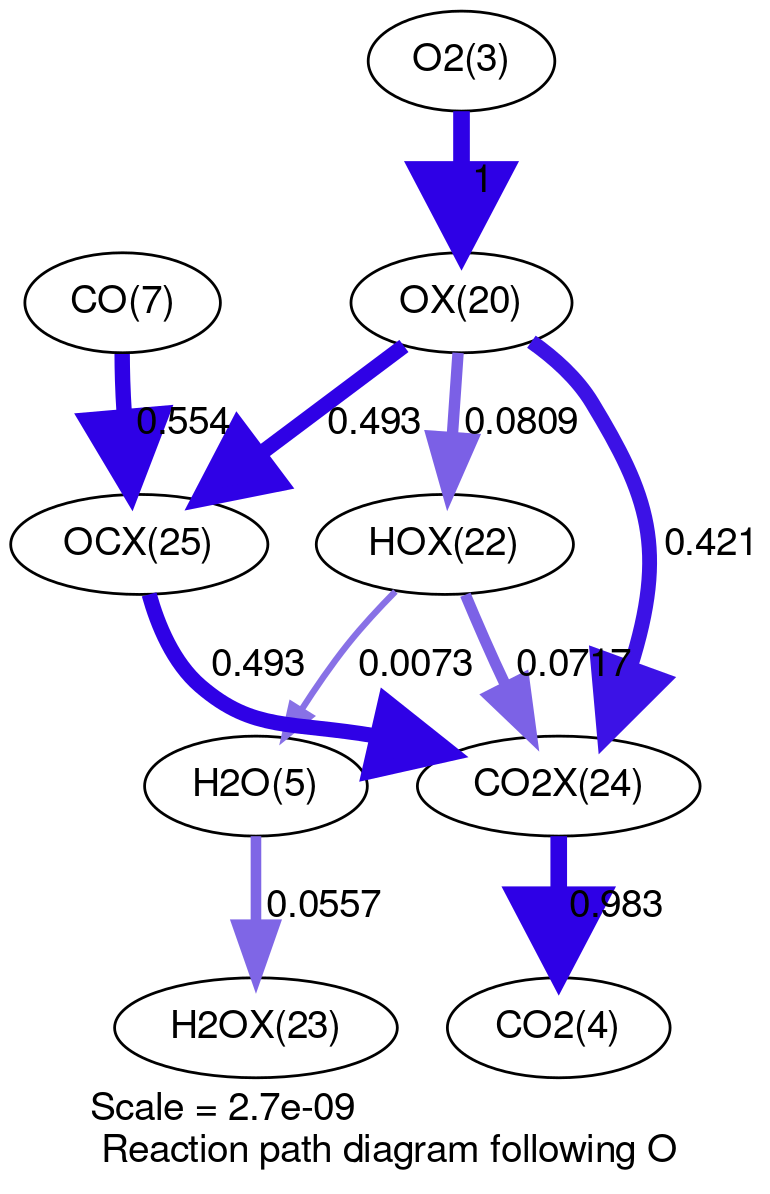 O2(3)
1
CO(7)
OX(20)
0.554
0.493
0.0809
OCX(25)
HOX(22)
0.421
0.493
0.0073
0.0717
H2O(5)
CO2X(24)
0.0557
0.983
H2OX(23)
CO2(4)
Scale = 2.7e-09
Reaction path diagram following O